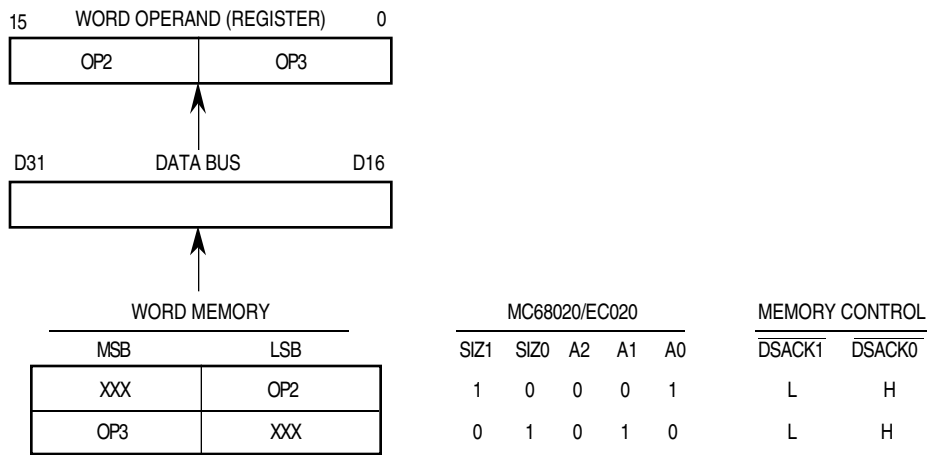 15 WORD OPERAND (REGISTER) 0
OP2 OP3
D31 DATA BUS D16
WORD MEMORY MC68020/EC020 MEMORY CONTROL
MSB LSB SIZ1 SIZ0 A2 A1 A0 DSACK1 DSACK0
XXX OP2 1 0 0 0 1 L H
OP3 XXX 0 1 0 1 0 L H